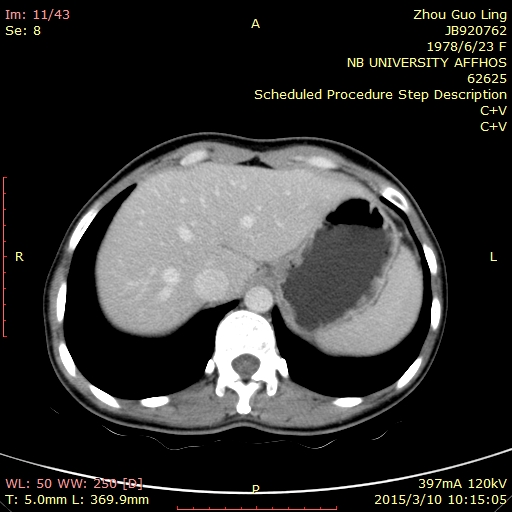 Im: 11/43
Se: 8
A
Zhou Guo Ling
JB920762
1978/6/23 F
NB UNIVERSITY AFFHOS
62625
Scheduled Procedure Step Description
C+V
C+V
R
L
WL: 50 WW: 250 [D]
T: 5.0mm L: 369.9mm
P
397mA 120kV
2015/3/10 10:15:05